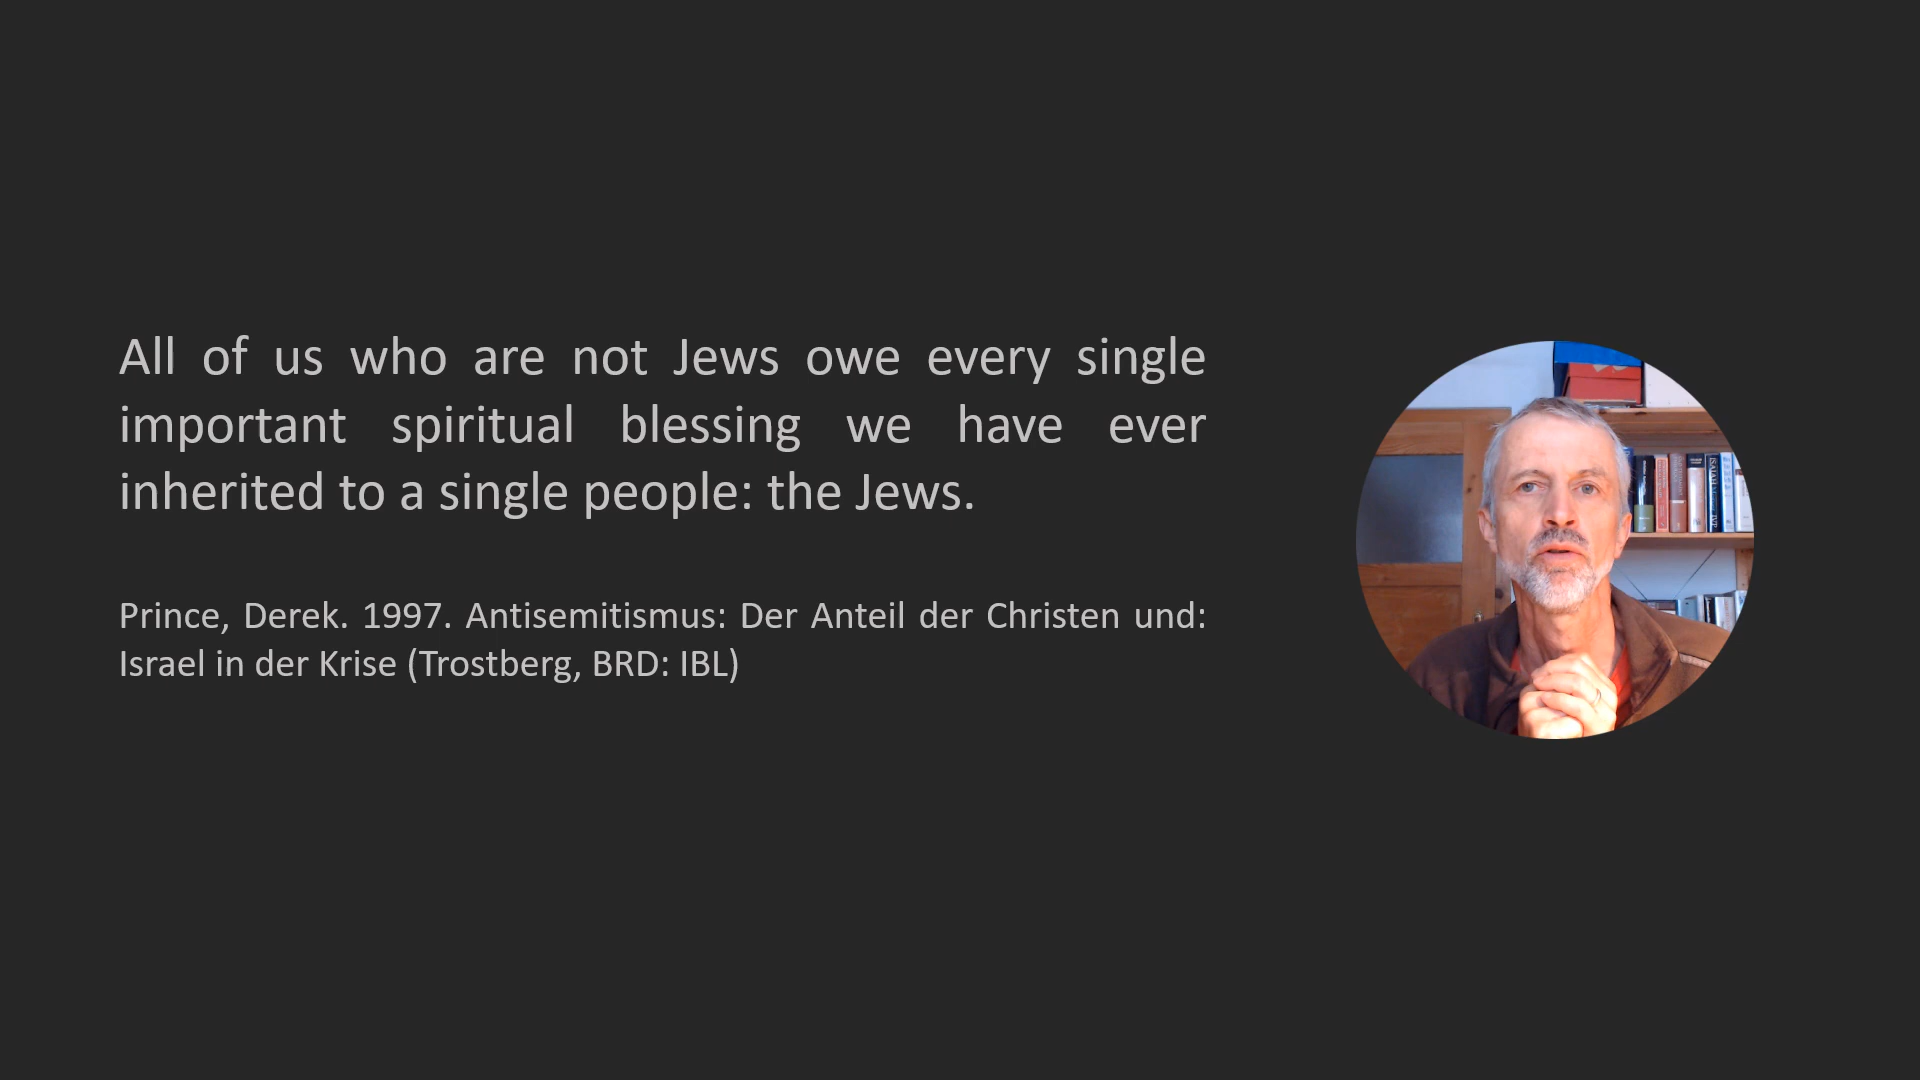 All of us who are not Jews owe every single
important spiritual blessing we have ever
inherited to a single people: the Jews.
Prince, Derek. 1997. Antisemitismus: Der Anteil der Christen und:
Israel in der Krise (Trostberg, BRD: IBL)
ISAIAH
IVP